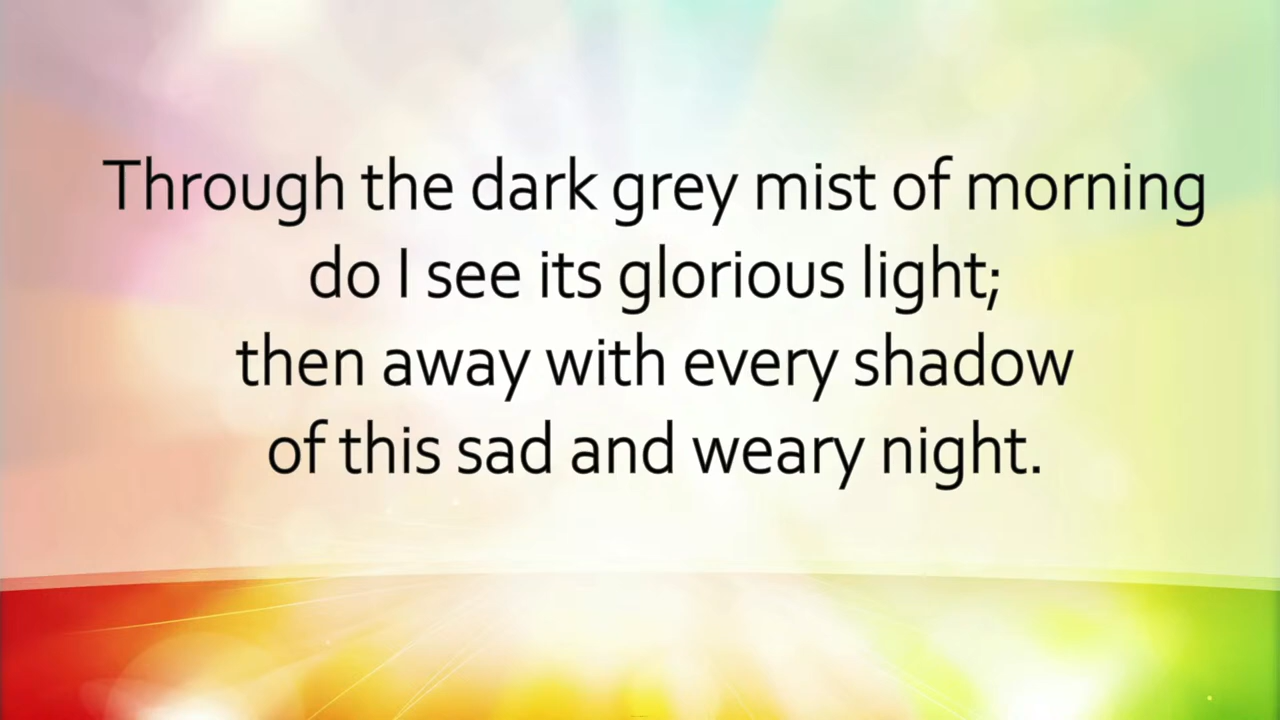 Through the dark grey mist of morning
do I see its glorious light;
then away with every shadow
of this sad and weary night.